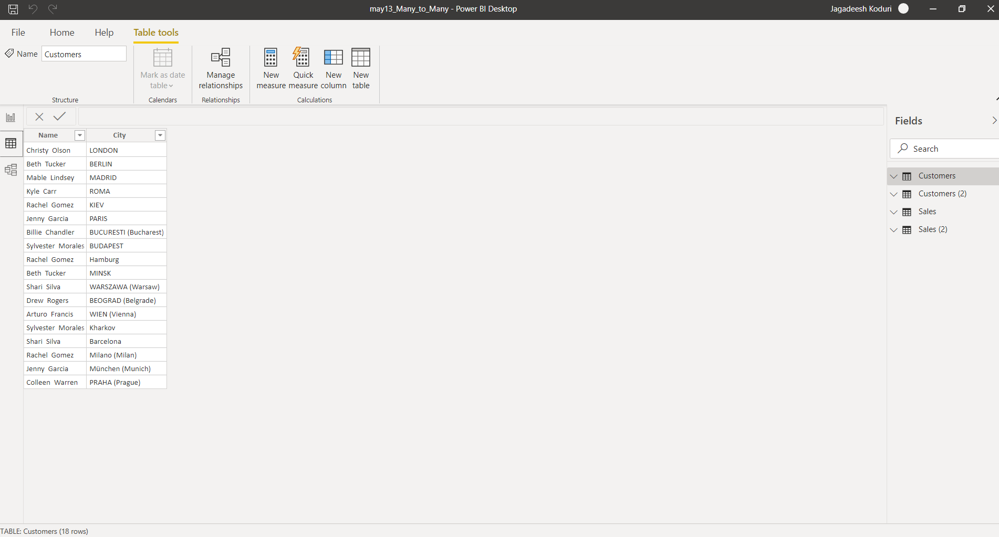 may13_Many_to_Many - Power BI Desktop
Jagadeesh Koduri
File Home Help Table tools
Name Customers
Mark as date table
Manage relationships
New measure
Quick measure
New column
New table
Structure Calendars Relationships Calculations
Fields
Search
Customers
Customers (2)
Sales
Sales (2)
Name City
Christy Olson LONDON
Beth Tucker BERLIN
Mable Lindsey MADRID
Kyle Carr ROMA
Rachel Gomez KIEV
Jenny Garcia PARIS
Billie Chandler BUCURESTI (Bucharest)
Sylvester Morales BUDAPEST
Rachel Gomez Hamburg
Beth Tucker MINSK
Shari Silva WARSZAWA (Warsaw)
Drew Rogers BEOGRAD (Belgrade)
Arturo Francis WIEN (Vienna)
Sylvester Morales Kharkov
Shari Silva Barcelona
Rachel Gomez Milano (Milan)
Jenny Garcia München (Munich)
Colleen Warren PRAHA (Prague)
TABLE: Customers (18 rows)